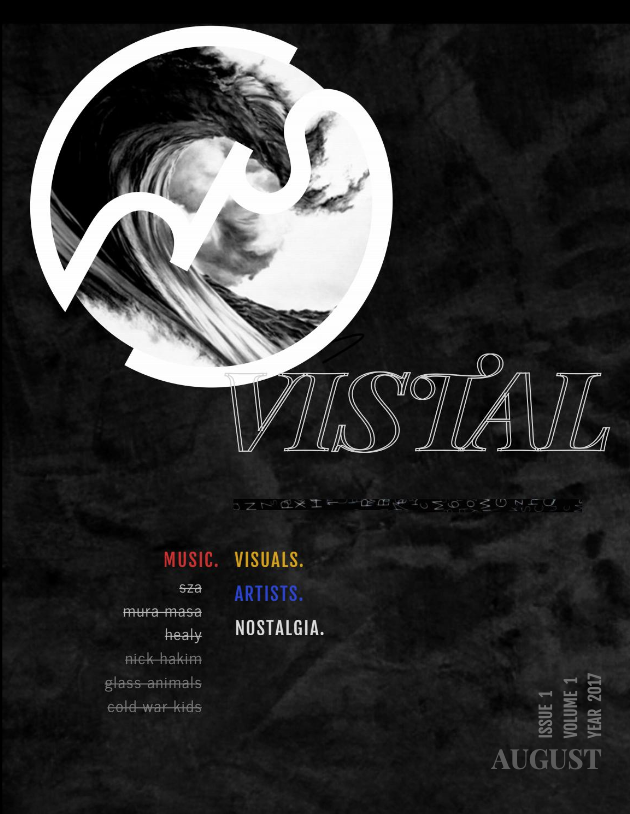 VISTAL
MUSIC. VISUALS.
sza
ARTISTS.
mura masa
healy
NOSTALGIA.
nick hakim
glass animals
cold war kids
ISSUE 1
VOLUME 1
YEAR 2017
AUGUST